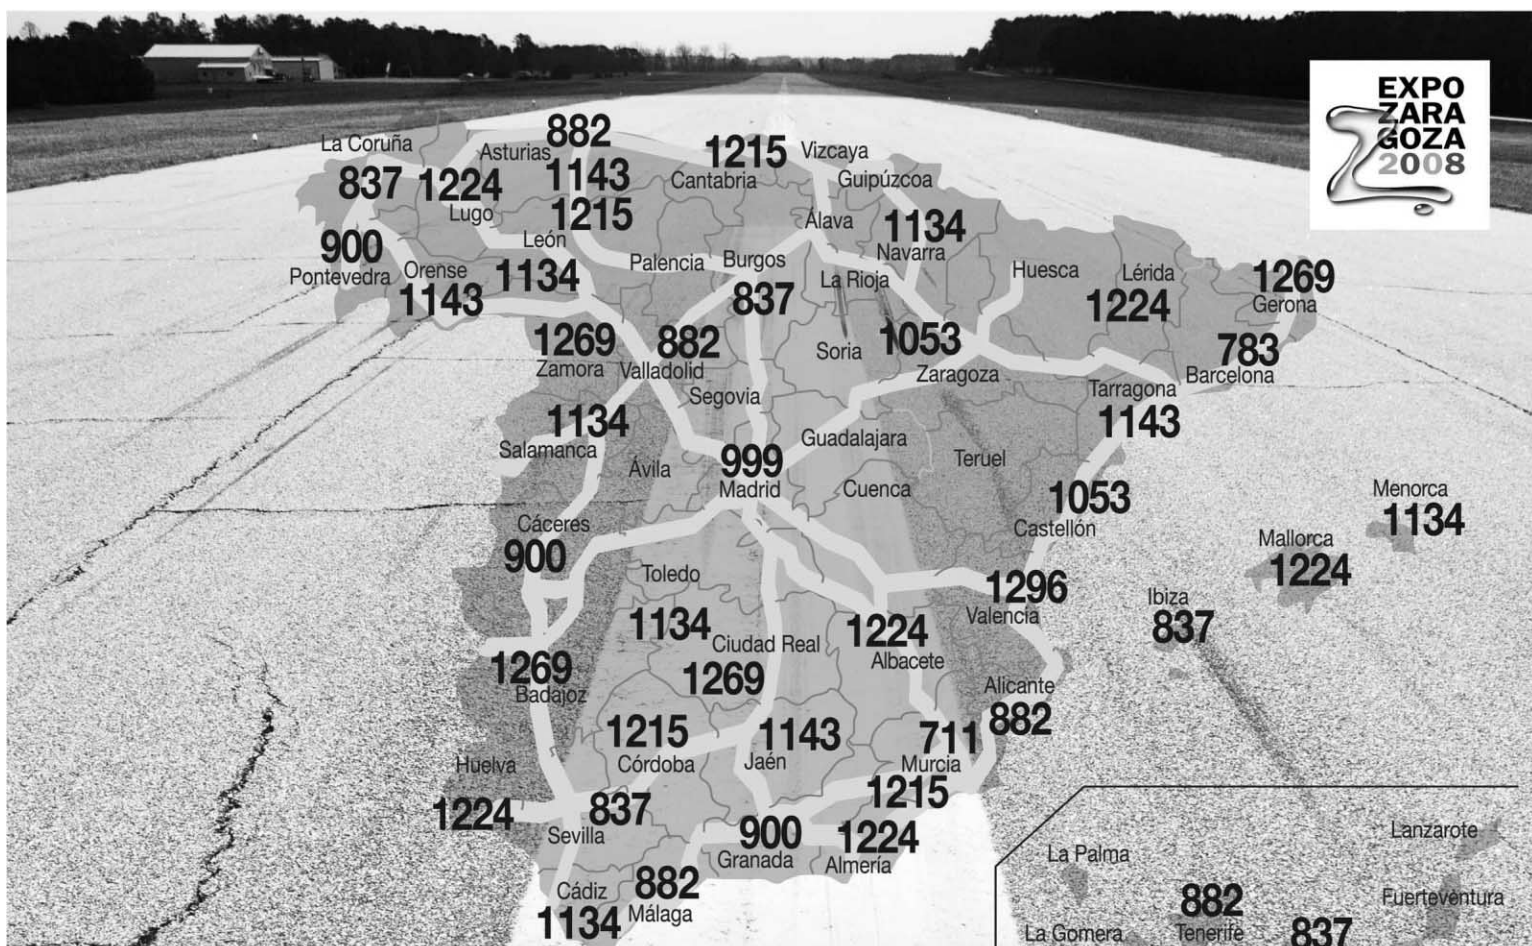 EXPO
ZARA
GOZA
2008
La Coruña
837
Asturias
882
1143
1215
1224
Lugo
1215
Cantabria
Vizcaya
Guipúzcoa
Álava
1134
Navarra
900
Pontevedra
Orense
1143
León
1134
Palencia
Burgos
837
La Rioja
Huesca
Lérida
1224
1269
Gerona
1269
Zamora
882
Valladolid
Segovia
Soria
1053
Zaragoza
783
Barcelona
Tarragona
1143
1134
Salamanca
Ávila
999
Madrid
Guadalajara
Cuenca
Teruel
1053
Castellón
Menorca
1134
Mallorca
1224
Ibiza
837
Cáceres
900
Toledo
1134
Ciudad Real
1269
1224
Albacete
1296
Valencia
1269
Badajoz
Alicante
882
1215
Córdoba
1143
Jaén
711
Murcia
1215
Huelva
1224
837
Sevilla
900
Granada
1224
Almería
Cádiz
1134
882
Málaga
La Palma
Lanzarote
882
Tenerife
Fuerteventura
La Gomera
837